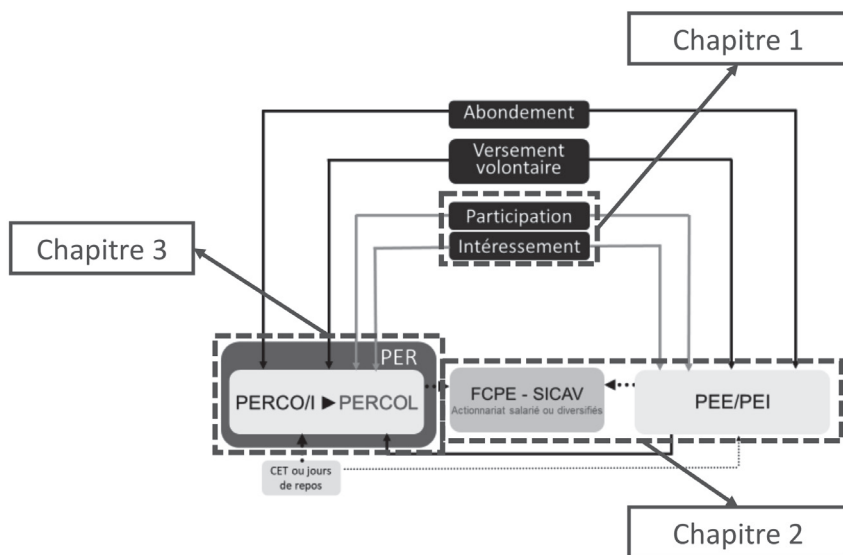 Chapitre 1
Abondement
Versement
volontaire
Participation
Intéressement
Chapitre 3
PER
PERCO/I ► PERCOL
FCPE - SICAV
Actionnariat salarié ou diversifiés
PEE/PEI
CET ou jours
de repos
Chapitre 2